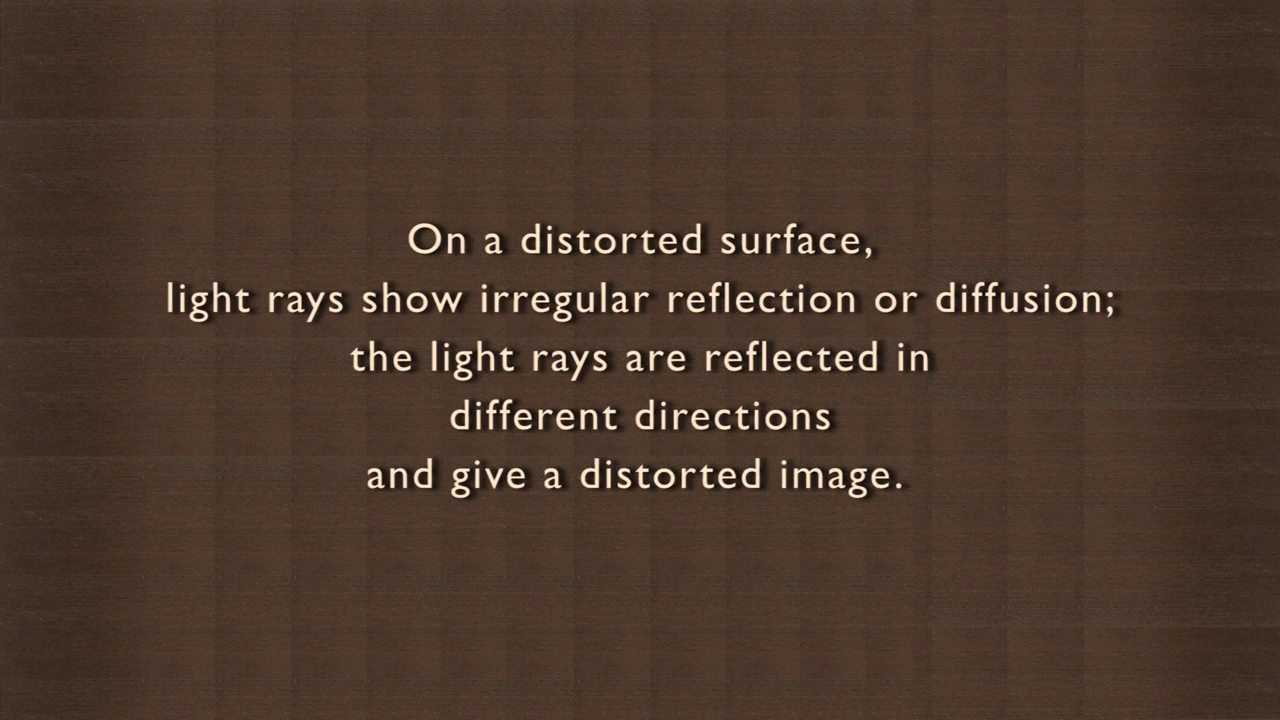 On a distorted surface,
light rays show irregular reflection or diffusion;
the light rays are reflected in
different directions
and give a distorted image.